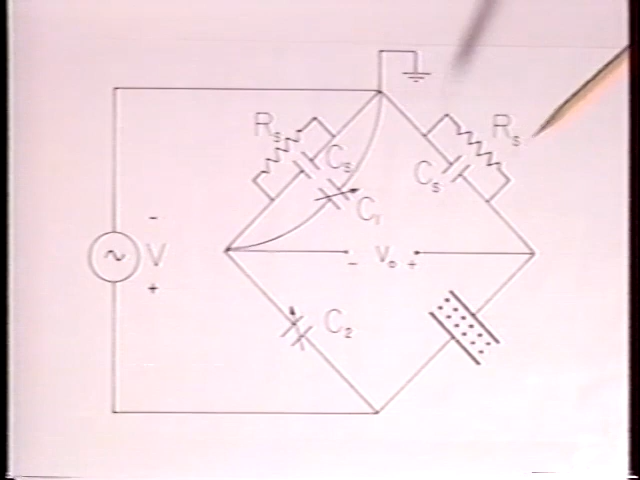 Rs
Cs
C1
Cs
Rs
-
~ V
+
- Vo +
C2